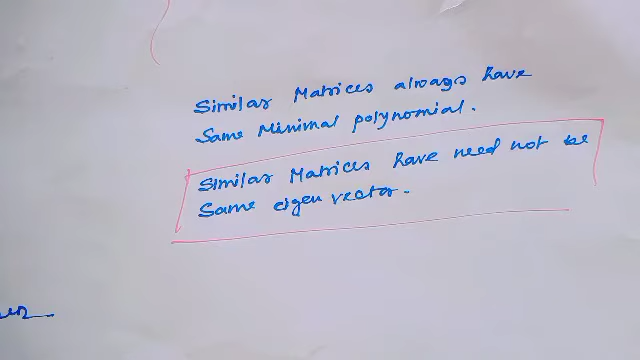 Similar Matrices always have
Same Minimal polynomial.
Similar Matrices have need not be
Same eigen vector.